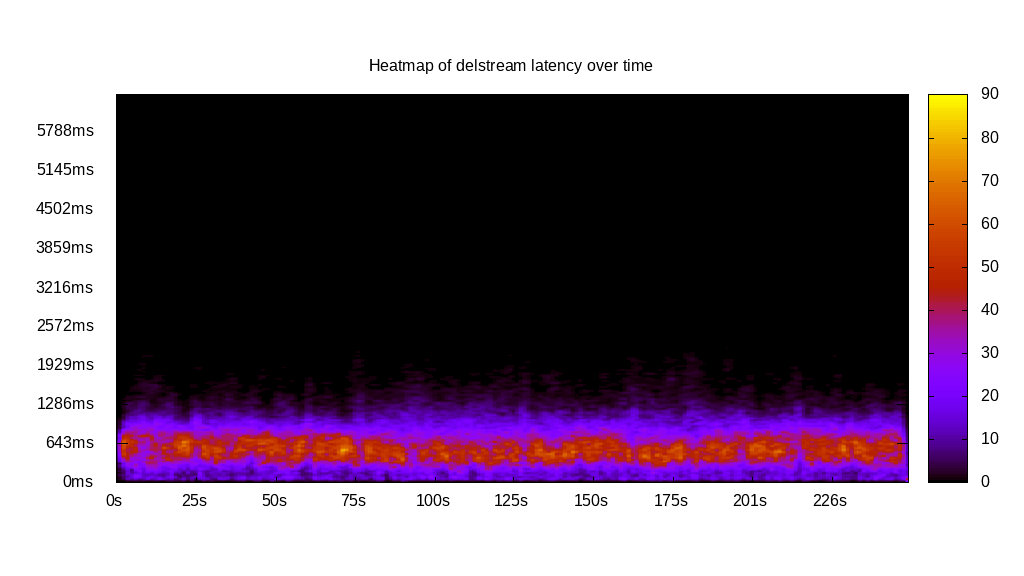 Heatmap of delstream latency over time
5788ms
5145ms
4502ms
3859ms
3216ms
2572ms
1929ms
1286ms
643ms
0ms
0s 25s 50s 75s 100s 125s 150s 175s 201s 226s
90
80
70
60
50
40
30
20
10
0